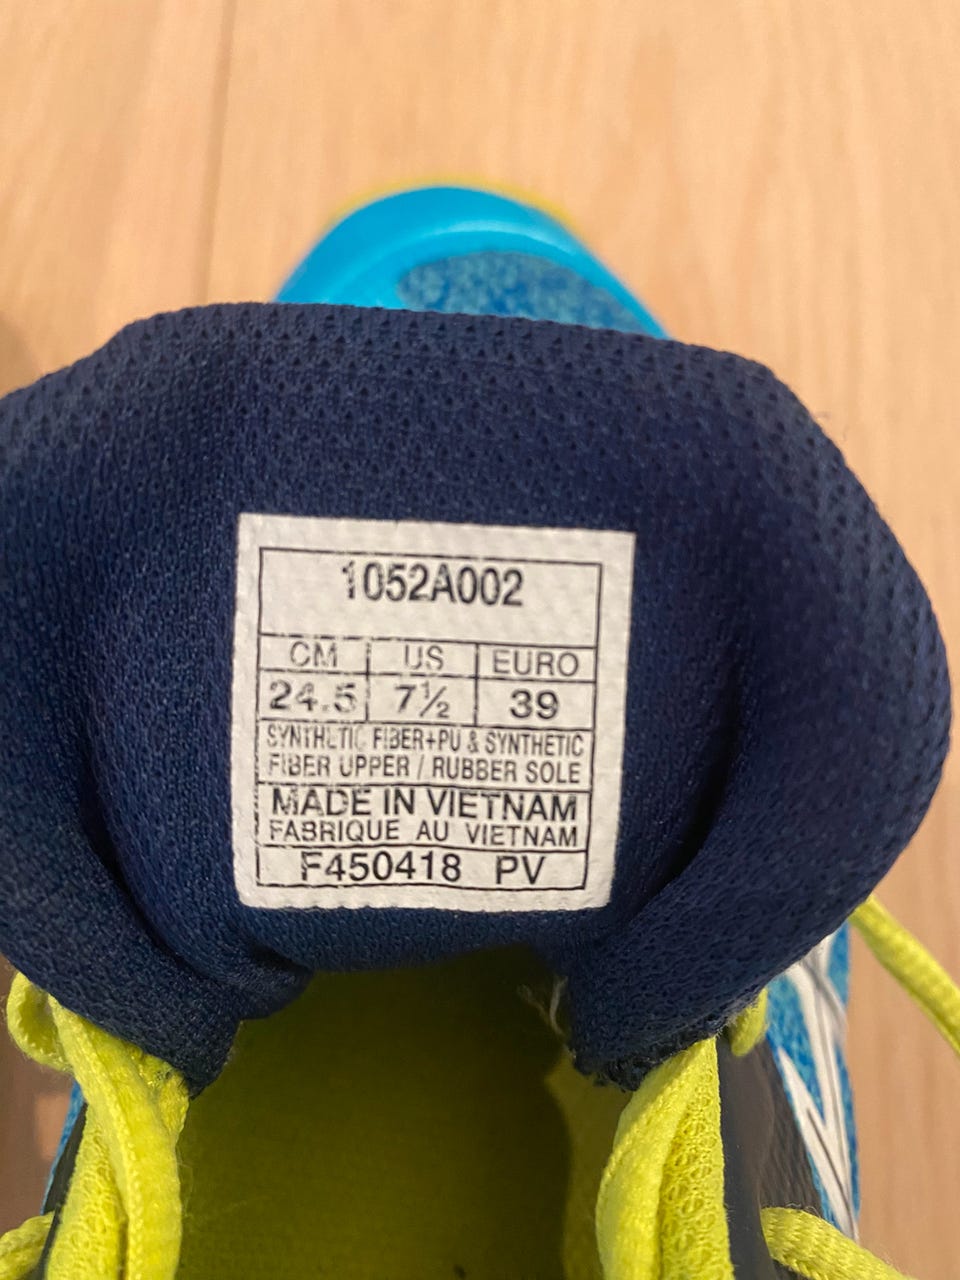 1052A002
CM US EURO
24.5 7½ 39
SYNTHETIC FIBER+PU & SYNTHETIC
FIBER UPPER / RUBBER SOLE
MADE IN VIETNAM
FABRIQUE AU VIETNAM
F450418 PV